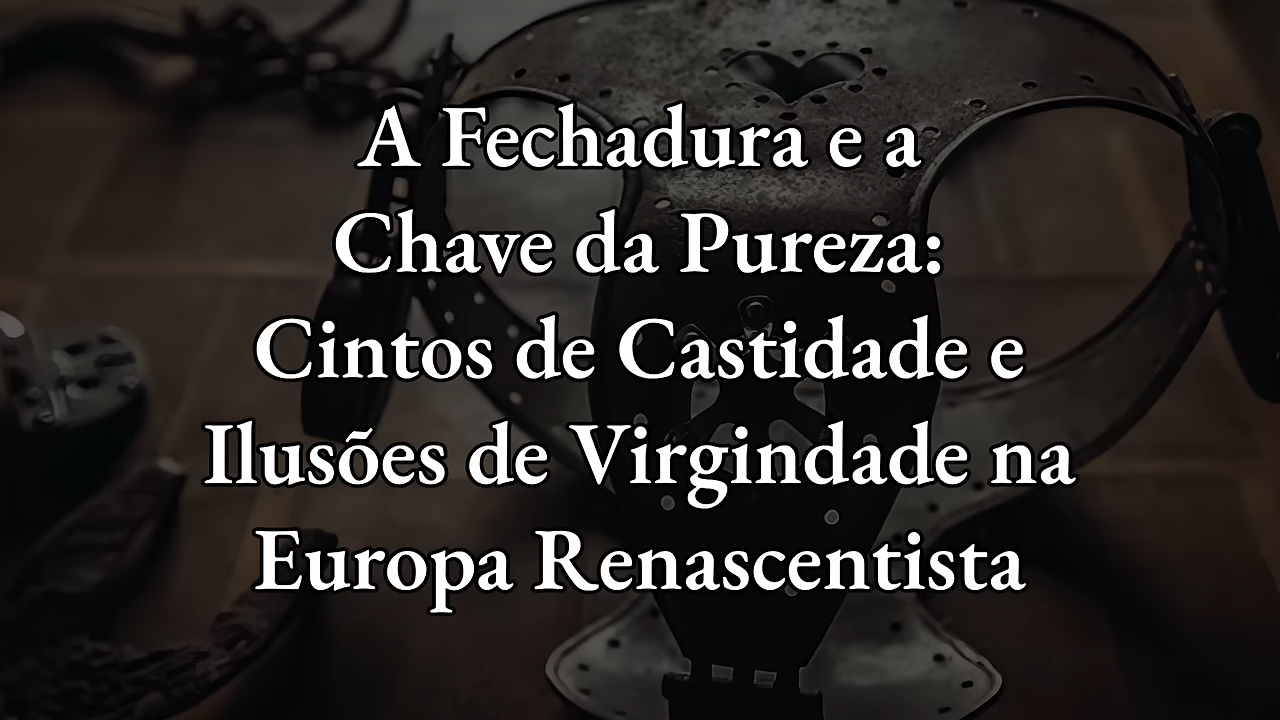 A Fechadura e a
Chave da Pureza:
Cintos de Castidade e
Ilusões de Virgindade na
Europa Renascentista